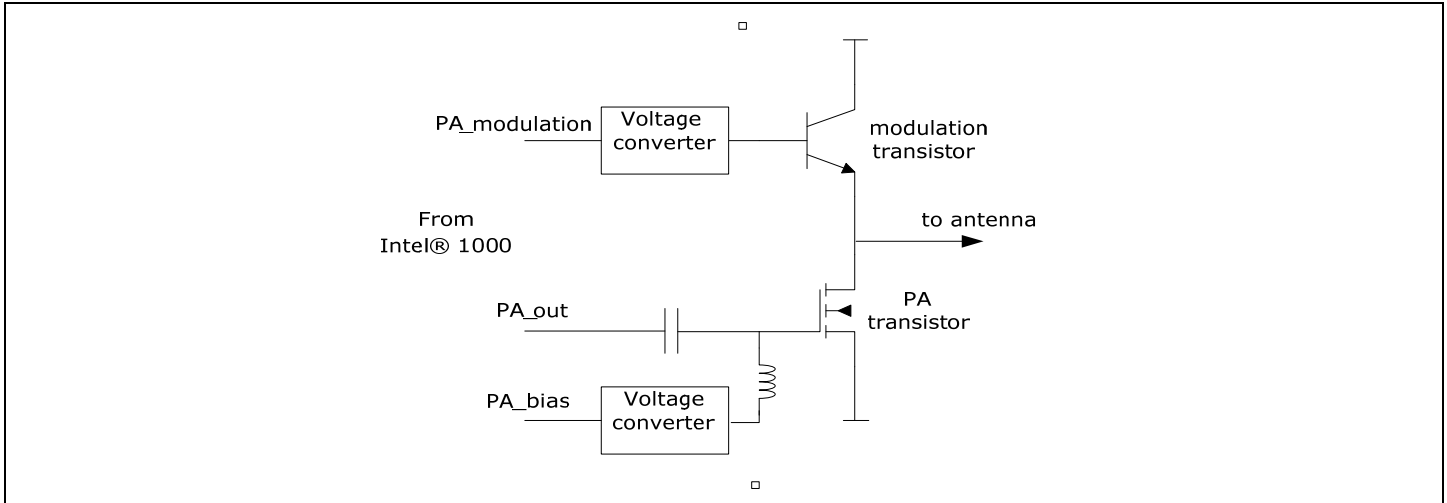 PA_modulation
Voltage
converter
modulation
transistor
From
Intel® 1000
to antenna
PA_out
PA
transistor
PA_bias
Voltage
converter